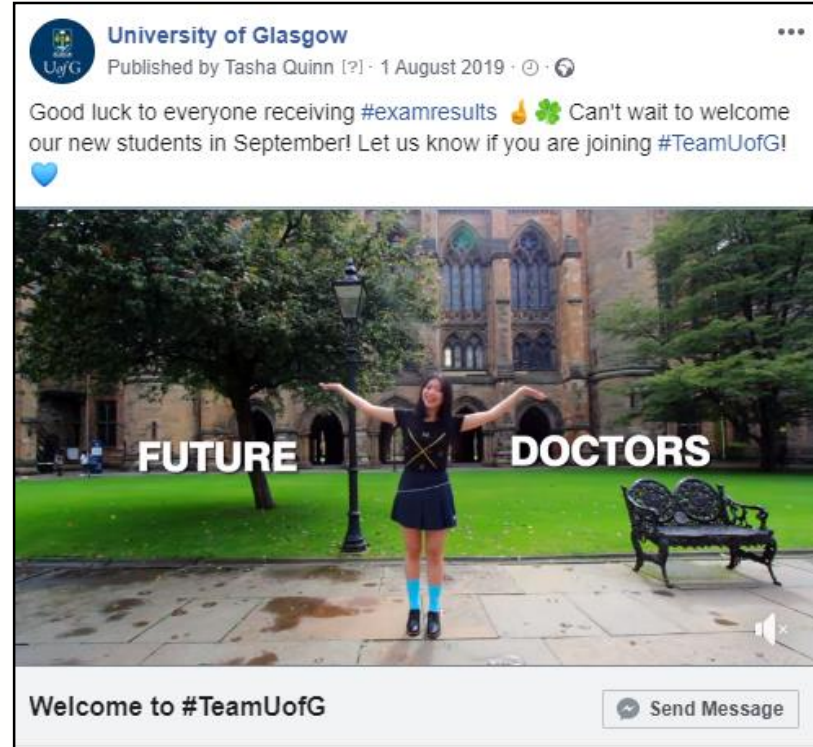 University of Glasgow
Published by Tasha Quinn [?] · 1 August 2019 ·
Good luck to everyone receiving #examresults 🤞🍀 Can't wait to welcome
our new students in September! Let us know if you are joining #TeamUofG!
💙
UofG
FUTURE DOCTORS
Welcome to #TeamUofG
Send Message